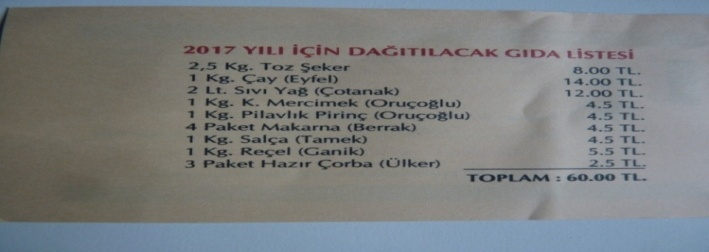 2017 YILI İÇİN DAĞITILACAK GIDA LİSTESİ
2,5 Kg. Toz Şeker 8.00 TL.
1 Kg. Çay (Eyfel) 14.00 TL.
2 Lt. Sıvı Yağ (Çotanak) 12.00 TL.
1 Kg. K. Mercimek (Oruçoğlu) 4.5 TL.
1 Kg. Pilavlık Pirinç (Oruçoğlu) 4.5 TL.
4 Paket Makarna (Berrak) 4.5 TL.
1 Kg. Salça (Tamek) 4.5 TL.
1 Kg. Reçel (Ganik) 5.5 TL.
3 Paket Hazır Çorba (Ülker) 2.5 TL.
TOPLAM : 60.00 TL.